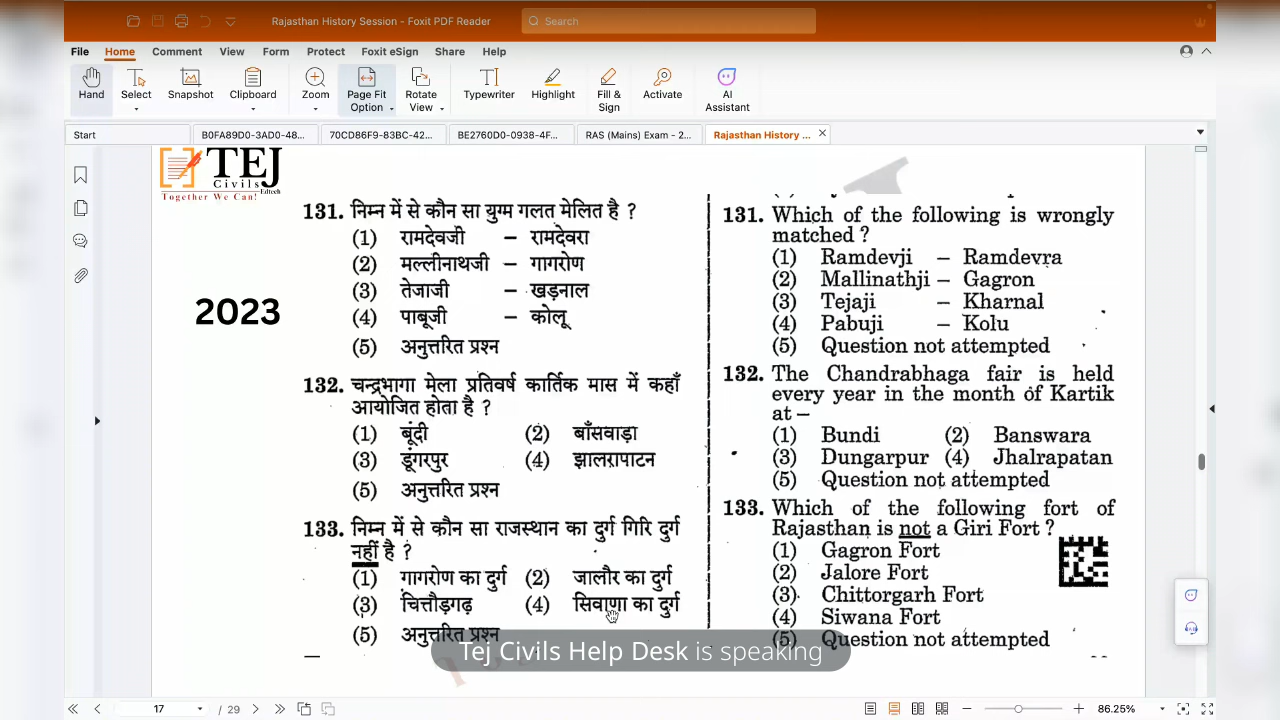 Rajasthan History Session - Foxit PDF Reader
Search
File Home Comment View Form Protect Foxit eSign Share Help
Hand Select Snapshot Clipboard Zoom Page Fit Option Rotate View Typewriter Highlight Fill & Sign Activate AI Assistant
Start B0FA89D0-3AD0-48... 70CD86F9-83BC-42... BE2760D0-0938-4F... RAS (Mains) Exam - 2... Rajasthan History ...
TEJ
Civils
Edtech
Together We Can!
2023
131. निम्न में से कौन सा युग्म गलत मेलित है ?
(1) रामदेवजी – रामदेवरा
(2) मल्लीनाथजी – गागरोण
(3) तेजाजी – खड़नाल
(4) पाबूजी – कोलू
(5) अनुत्तरित प्रश्न
132. चन्द्रभागा मेला प्रतिवर्ष कार्तिक मास में कहाँ
आयोजित होता है ?
(1) बूंदी (2) बाँसवाड़ा
(3) डूंगरपुर (4) झालरापाटन
(5) अनुत्तरित प्रश्न
133. निम्न में से कौन सा राजस्थान का दुर्ग गिरि दुर्ग
नहीं है ?
(1) गागरोण का दुर्ग (2) जालौर का दुर्ग
(3) चित्तौड़गढ़ (4) सिवाणा का दुर्ग
(5) अनुत्तरित प्रश्न
131. Which of the following is wrongly
matched ?
(1) Ramdevji – Ramdevra
(2) Mallinathji – Gagron
(3) Tejaji – Kharnal
(4) Pabuji – Kolu
(5) Question not attempted
132. The Chandrabhaga fair is held
every year in the month of Kartik
at –
(1) Bundi (2) Banswara
(3) Dungarpur (4) Jhalrapatan
(5) Question not attempted
133. Which of the following fort of
Rajasthan is not a Giri Fort ?
(1) Gagron Fort
(2) Jalore Fort
(3) Chittorgarh Fort
(4) Siwana Fort
(5) Question not attempted
Tej Civils Help Desk is speaking
17 / 29
86.25%